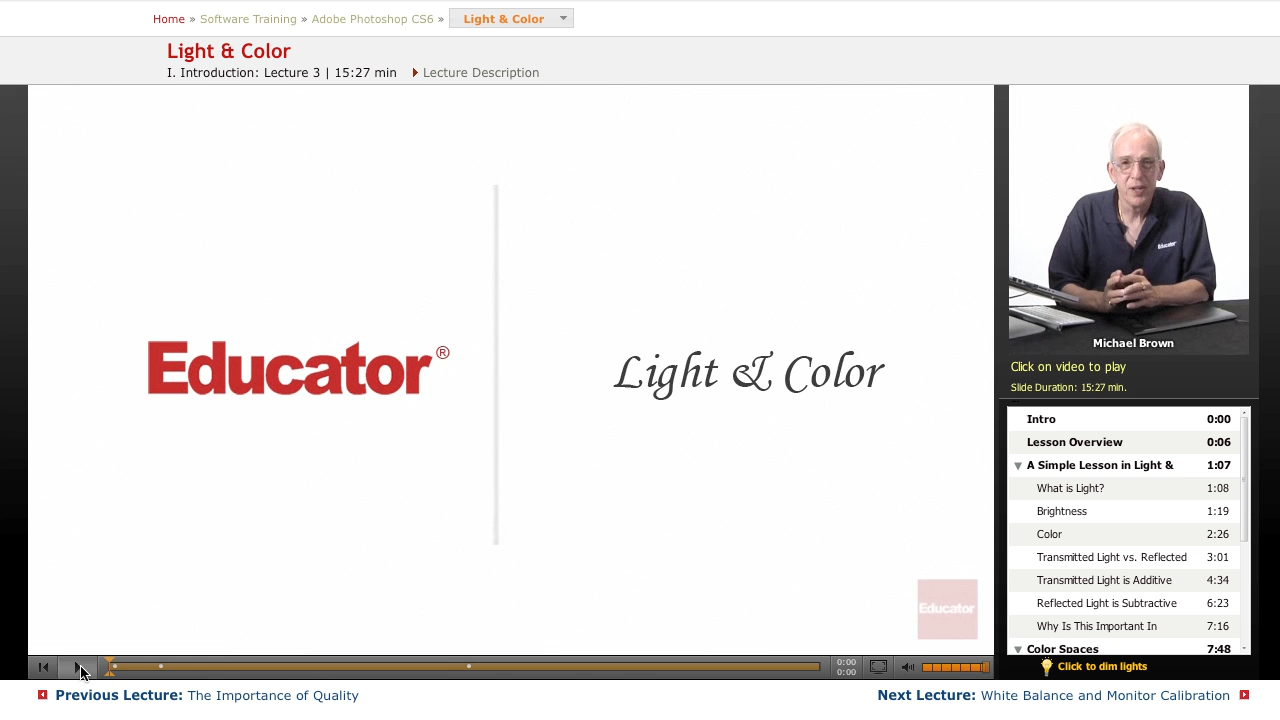 Home » Software Training » Adobe Photoshop CS6 » Light & Color
Light & Color
I. Introduction: Lecture 3 | 15:27 min Lecture Description
Educator®
Light & Color
Educator
Educator
Michael Brown
Click on video to play
Slide Duration: 15:27 min.
Intro 0:00
Lesson Overview 0:06
A Simple Lesson in Light & 1:07
What is Light? 1:08
Brightness 1:19
Color 2:26
Transmitted Light vs. Reflected 3:01
Transmitted Light is Additive 4:34
Reflected Light is Subtractive 6:23
Why Is This Important In 7:16
Color Spaces 7:48
0:00
0:00
Click to dim lights
Previous Lecture: The Importance of Quality
Next Lecture: White Balance and Monitor Calibration